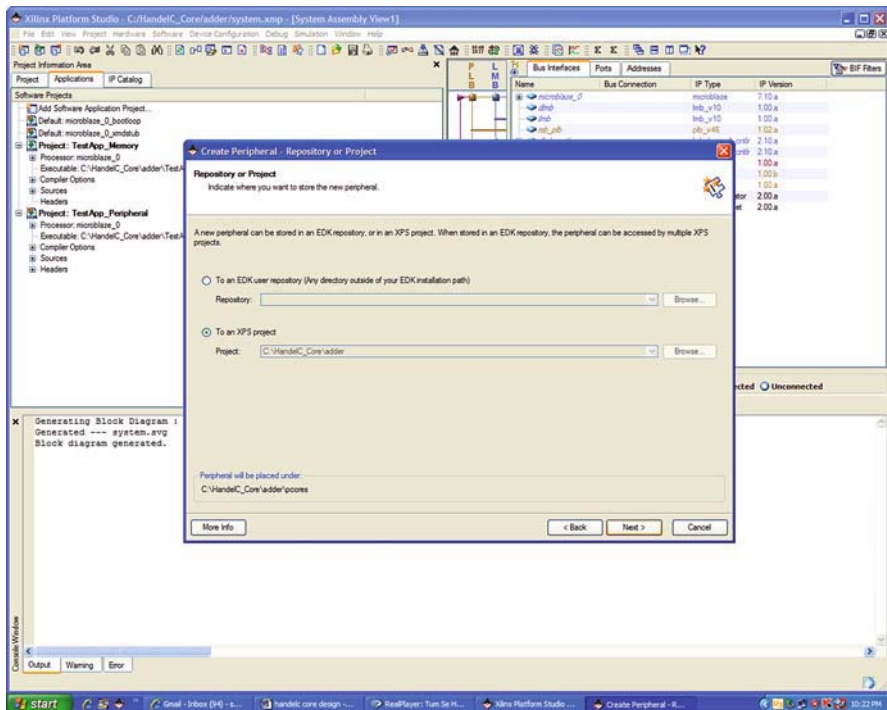 Xilinx Platform Studio - C:/HandelC_Core/adder/system.xmp - [System Assembly View1]
File Edit View Project Hardware Software Device Configuration Debug Simulation Window Help
Project Information Area
Project Applications IP Catalog
Software Projects
Add Software Application Project...
Default: microblaze_0_bootloop
Default: microblaze_0_xmdstub
Project: TestApp_Memory
Processor: microblaze_0
Executable: C:\HandelC_Core\adder\TestA
Compiler Options
Sources
Headers
Project: TestApp_Peripheral
Processor: microblaze_0
Executable: C:\HandelC_Core\adder\TestA
Compiler Options
Sources
Headers
P L B
L M B
Bus Interfaces Ports Addresses
BIF Filters
Name Bus Connection IP Type IP Version
microblaze_0 microblaze 7.10.a
dlmb lmb_v10 1.00.a
ilmb lmb_v10 1.00.a
mb_plb plb_v46 1.02.a
2.10.a
2.10.a
1.00.a
1.00.b
1.00.a
2.00.a
2.00.a
Create Peripheral - Repository or Project
Repository or Project
Indicate where you want to store the new peripheral.
A new peripheral can be stored in an EDK repository, or in an XPS project. When stored in an EDK repository, the peripheral can be accessed by multiple XPS
projects.
To an EDK user repository (Any directory outside of your EDK installation path)
Repository: Browse...
To an XPS project
Project: C:\HandelC_Core\adder Browse...
Peripheral will be placed under:
C:\HandelC_Core\adder\pcores
More Info < Back Next > Cancel
ected Unconnected
Generating Block Diagram :
Generated --- system.svg
Block diagram generated.
Console Window
Output Warning Error
start Gmail - Inbox (94) - s... handelc core design -... RealPlayer: Tum Se H... Xilinx Platform Studio ... Create Peripheral - R... 10:22 PM